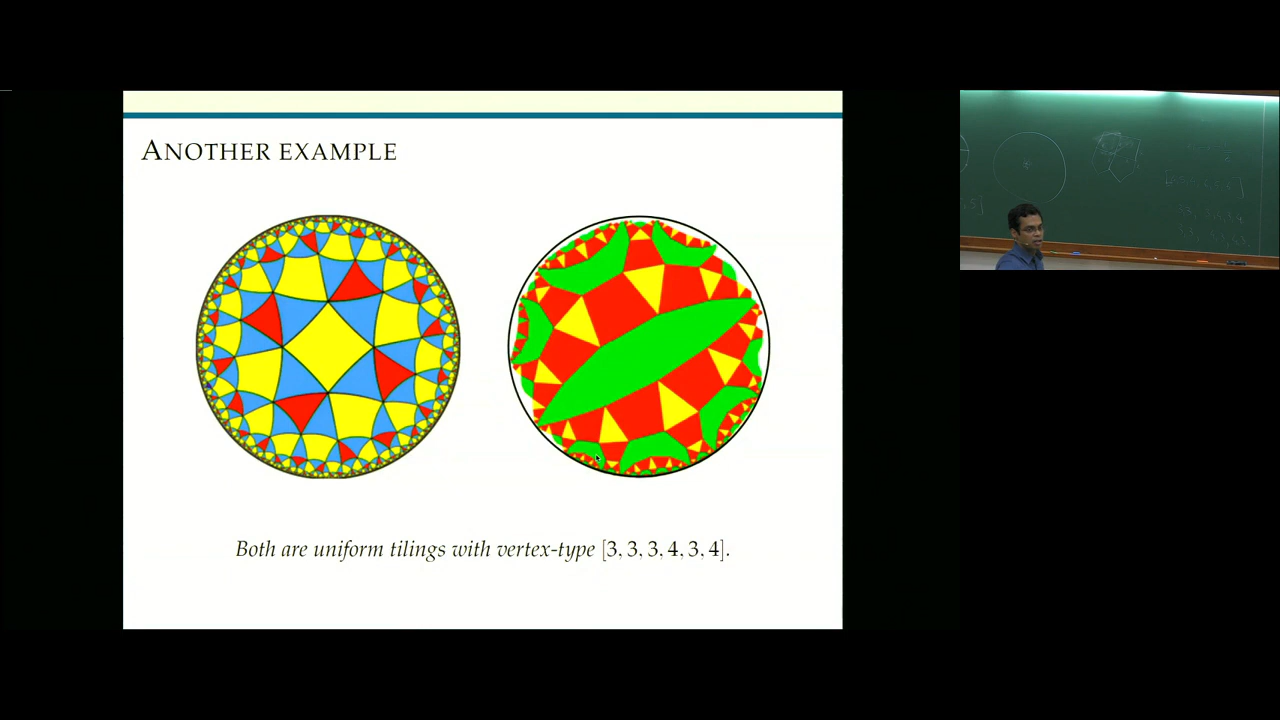 ANOTHER EXAMPLE
Both are uniform tilings with vertex-type [3, 3, 3, 4, 3, 4].